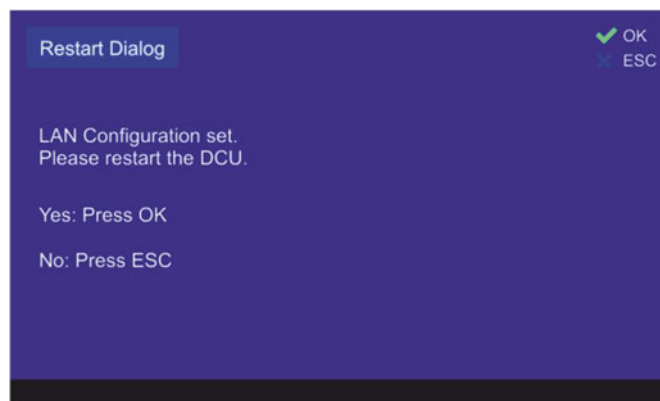 Restart Dialog
OK
ESC
LAN Configuration set.
Please restart the DCU.
Yes: Press OK
No: Press ESC